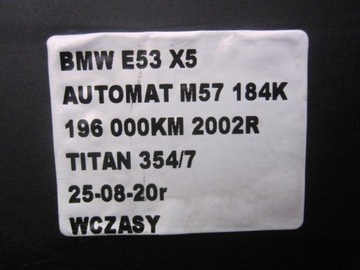 BMW E53 X5
AUTOMAT M57 184K
196 000KM 2002R
TITAN 354/7
25-08-20r
WCZASY